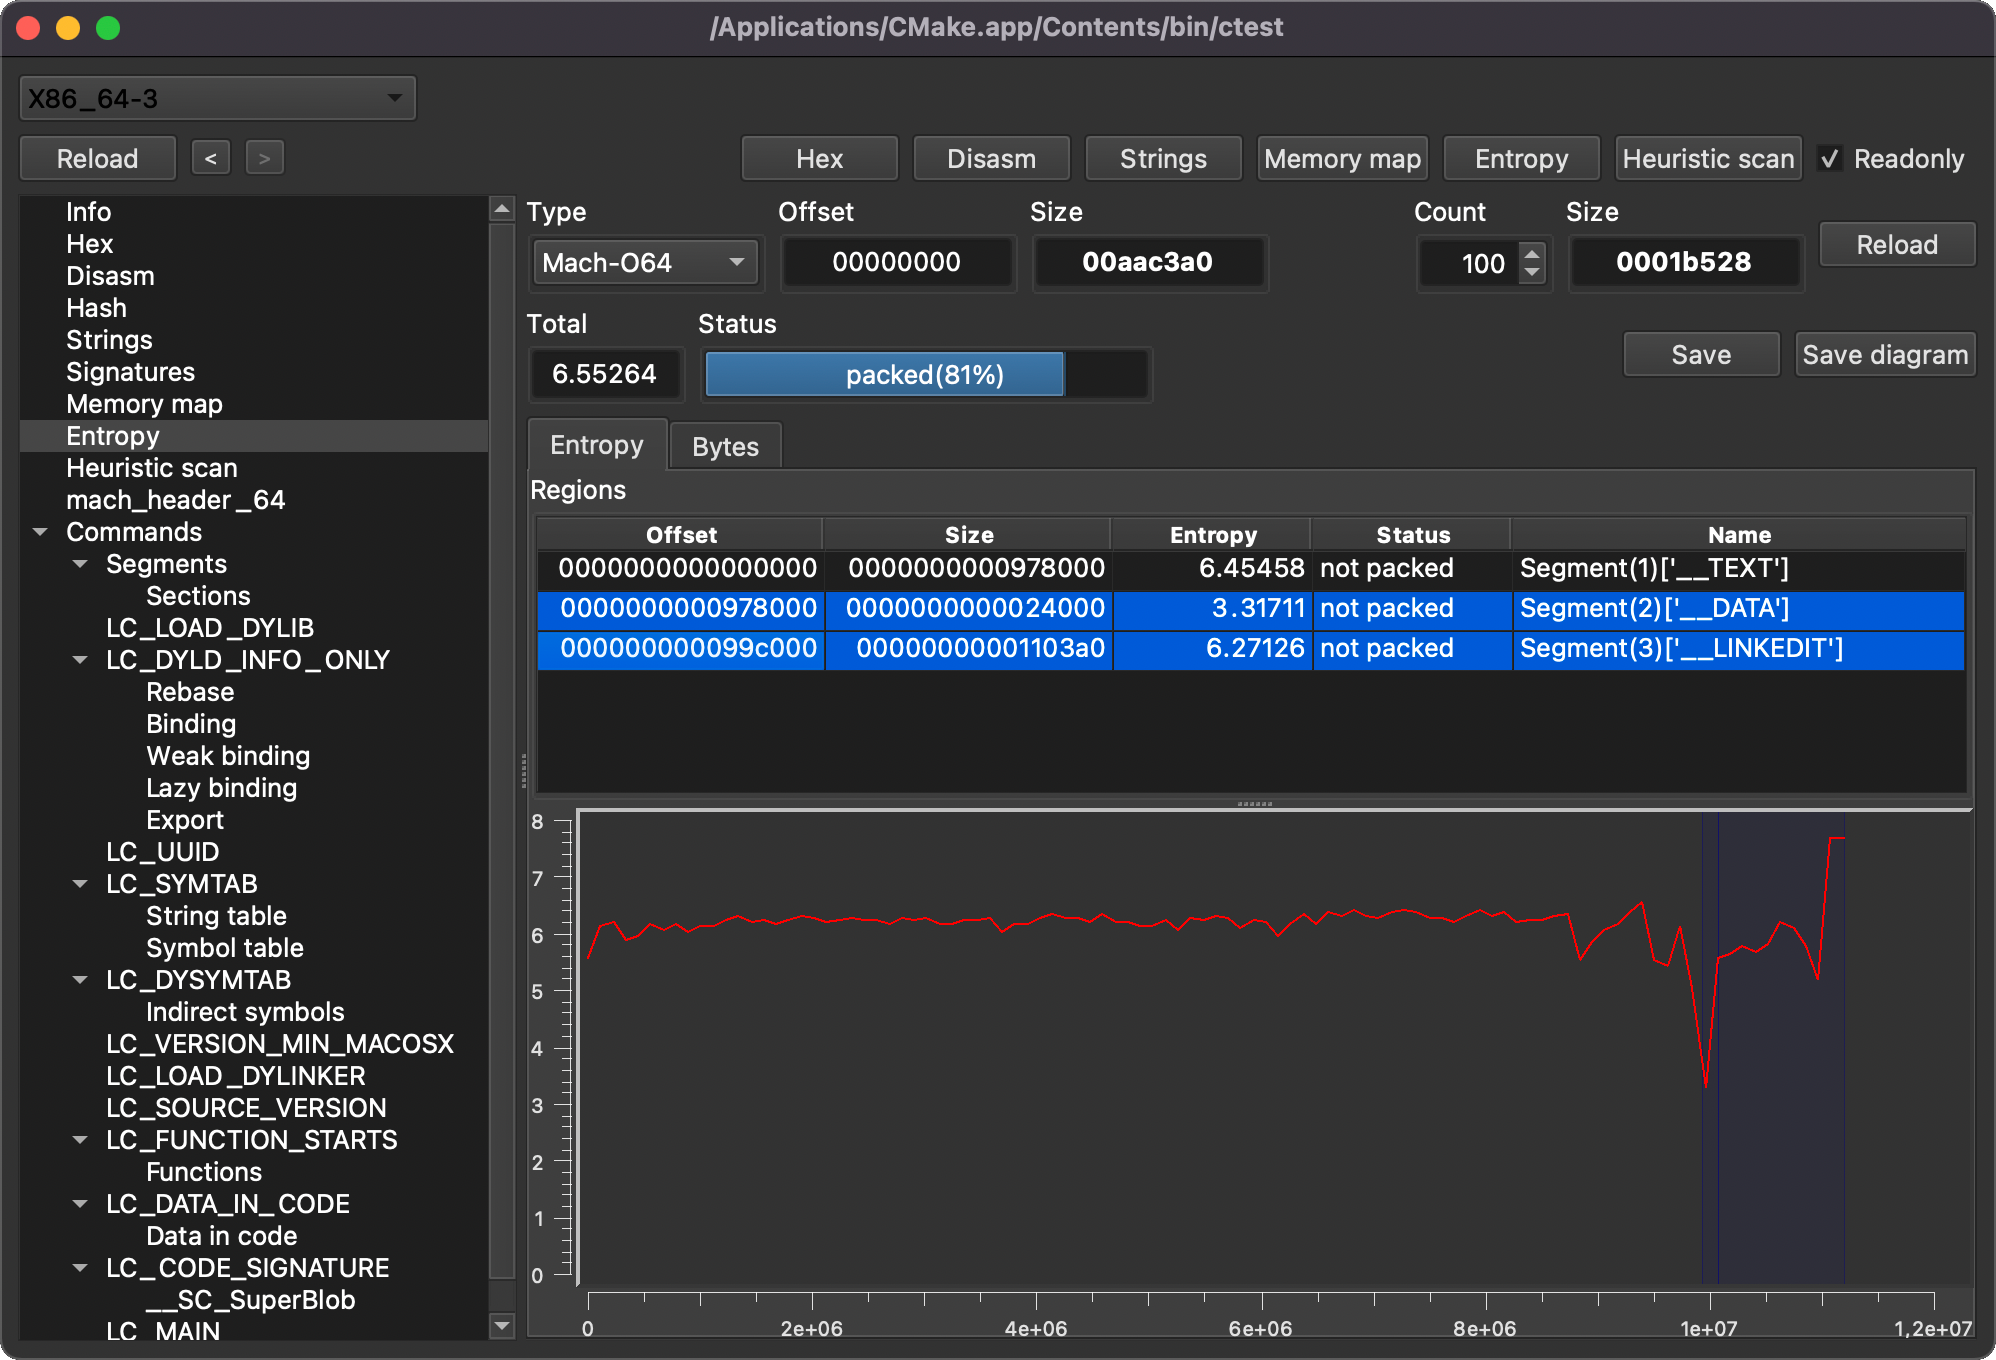 /Applications/CMake.app/Contents/bin/ctest
X86_64-3
Reload < > Hex Disasm Strings Memory map Entropy Heuristic scan Readonly
Info
Hex
Disasm
Hash
Strings
Signatures
Memory map
Entropy
Heuristic scan
mach_header_64
Commands
Segments
Sections
LC_LOAD_DYLIB
LC_DYLD_INFO_ONLY
Rebase
Binding
Weak binding
Lazy binding
Export
LC_UUID
LC_SYMTAB
String table
Symbol table
LC_DYSYMTAB
Indirect symbols
LC_VERSION_MIN_MACOSX
LC_LOAD_DYLINKER
LC_SOURCE_VERSION
LC_FUNCTION_STARTS
Functions
LC_DATA_IN_CODE
Data in code
LC_CODE_SIGNATURE
__SC_SuperBlob
LC_MAIN
Type Offset Size Count Size
Mach-O64 00000000 00aac3a0 100 0001b528 Reload
Total Status
6.55264 packed(81%) Save Save diagram
Entropy Bytes
Regions
Offset Size Entropy Status Name
0000000000000000 0000000000978000 6.45458 not packed Segment(1)['__TEXT']
0000000000978000 0000000000024000 3.31711 not packed Segment(2)['__DATA']
000000000099c000 00000000001103a0 6.27126 not packed Segment(3)['__LINKEDIT']
8
7
6
5
4
3
2
1
0
0 2e+06 4e+06 6e+06 8e+06 1e+07 1,2e+07